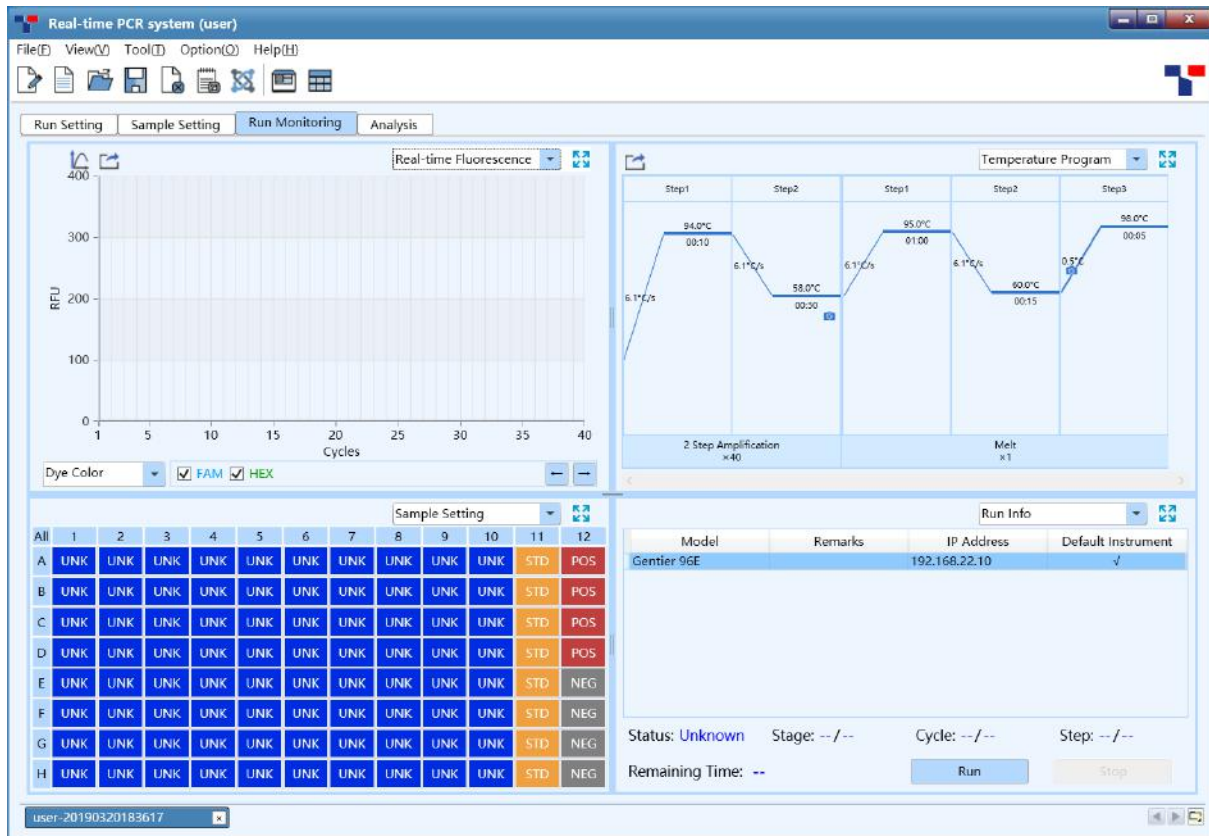 Real-time PCR system (user)
File(F) View(V) Tool(T) Option(O) Help(H)
Run Setting Sample Setting Run Monitoring Analysis
Real-time Fluorescence
400
300
200
100
0
RFU
1 5 10 15 20 25 30 35 40
Cycles
Dye Color FAM HEX
Temperature Program
Step1 Step2 Step1 Step2 Step3
94.0°C
00:10
58.0°C
00:30
95.0°C
01:00
60.0°C
00:15
98.0°C
00:05
6.1°C/s 6.1°C/s 6.1°C/s 6.1°C/s 0.5°C
2 Step Amplification Melt
×40 ×1
Sample Setting
All 1 2 3 4 5 6 7 8 9 10 11 12
A UNK UNK UNK UNK UNK UNK UNK UNK UNK UNK STD POS
B UNK UNK UNK UNK UNK UNK UNK UNK UNK UNK STD POS
C UNK UNK UNK UNK UNK UNK UNK UNK UNK UNK STD POS
D UNK UNK UNK UNK UNK UNK UNK UNK UNK UNK STD POS
E UNK UNK UNK UNK UNK UNK UNK UNK UNK UNK STD NEG
F UNK UNK UNK UNK UNK UNK UNK UNK UNK UNK STD NEG
G UNK UNK UNK UNK UNK UNK UNK UNK UNK UNK STD NEG
H UNK UNK UNK UNK UNK UNK UNK UNK UNK UNK STD NEG
Run Info
Model Remarks IP Address Default Instrument
Gentier 96E 192.168.22.10 √
Status: Unknown Stage: --/-- Cycle: --/-- Step: --/--
Remaining Time: -- Run Stop
user-20190320183617